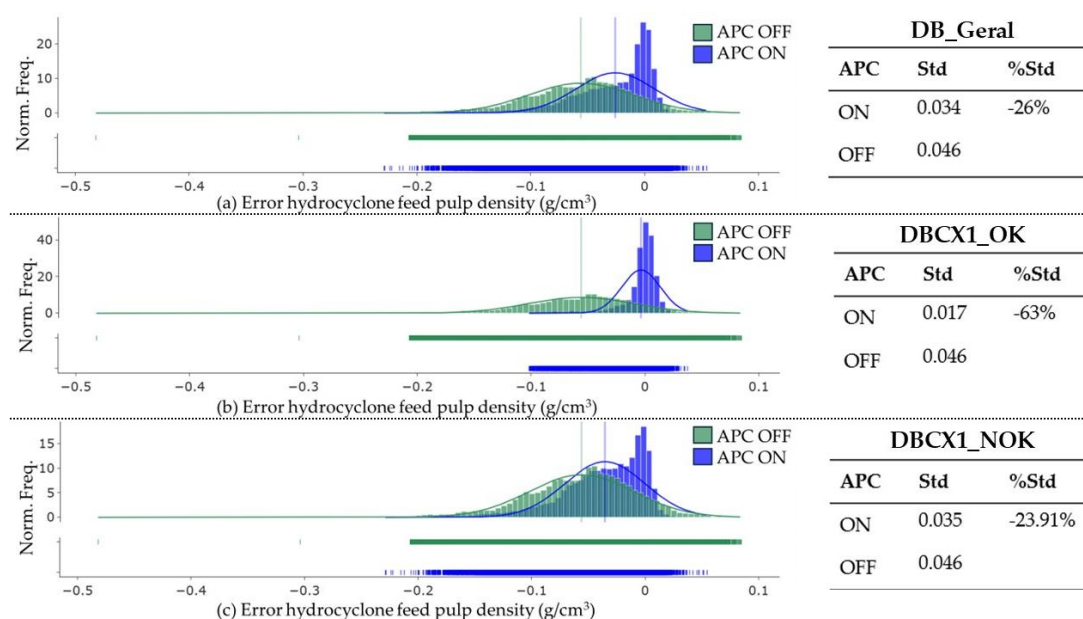 Norm. Freq.
20
10
0
APC OFF
APC ON
−0.5 −0.4 −0.3 −0.2 −0.1 0 0.1
(a) Error hydrocyclone feed pulp density (g/cm³)
DB_Geral
APC Std %Std
ON 0.034 -26%
OFF 0.046
Norm. Freq.
40
20
0
APC OFF
APC ON
−0.5 −0.4 −0.3 −0.2 −0.1 0 0.1
(b) Error hydrocyclone feed pulp density (g/cm³)
DBCX1_OK
APC Std %Std
ON 0.017 -63%
OFF 0.046
Norm. Freq.
15
10
5
0
APC OFF
APC ON
−0.5 −0.4 −0.3 −0.2 −0.1 0 0.1
(c) Error hydrocyclone feed pulp density (g/cm³)
DBCX1_NOK
APC Std %Std
ON 0.035 -23.91%
OFF 0.046